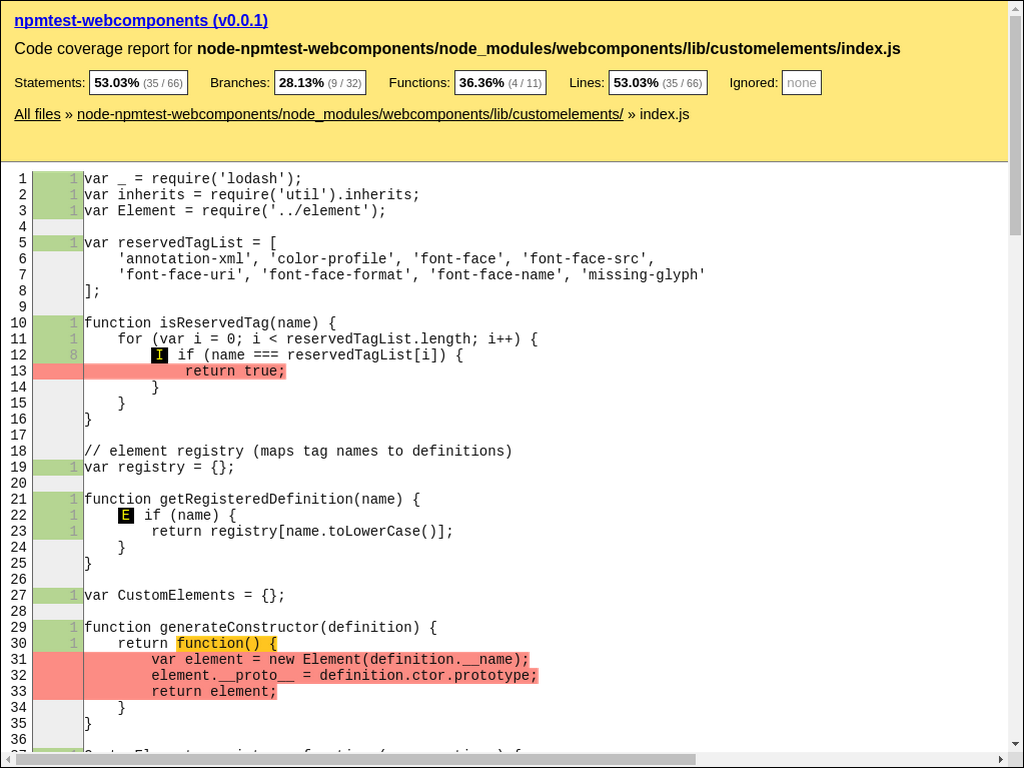 npmtest-webcomponents (v0.0.1)
Code coverage report for node-npmtest-webcomponents/node_modules/webcomponents/lib/customelements/index.js
Statements: 53.03% (35 / 66) Branches: 28.13% (9 / 32) Functions: 36.36% (4 / 11) Lines: 53.03% (35 / 66) Ignored: none
All files » node-npmtest-webcomponents/node_modules/webcomponents/lib/customelements/ » index.js
1 1 var _ = require('lodash');
2 1 var inherits = require('util').inherits;
3 1 var Element = require('../element');
4
5 1 var reservedTagList = [
6 'annotation-xml', 'color-profile', 'font-face', 'font-face-src',
7 'font-face-uri', 'font-face-format', 'font-face-name', 'missing-glyph'
8 ];
9
10 1 function isReservedTag(name) {
11 1 for (var i = 0; i < reservedTagList.length; i++) {
12 8 I if (name === reservedTagList[i]) {
13 return true;
14 }
15 }
16 }
17
18 // element registry (maps tag names to definitions)
19 1 var registry = {};
20
21 1 function getRegisteredDefinition(name) {
22 1 E if (name) {
23 1 return registry[name.toLowerCase()];
24 }
25 }
26
27 1 var CustomElements = {};
28
29 1 function generateConstructor(definition) {
30 1 return function() {
31 var element = new Element(definition.__name);
32 element.__proto__ = definition.ctor.prototype;
33 return element;
34 }
35 }
36